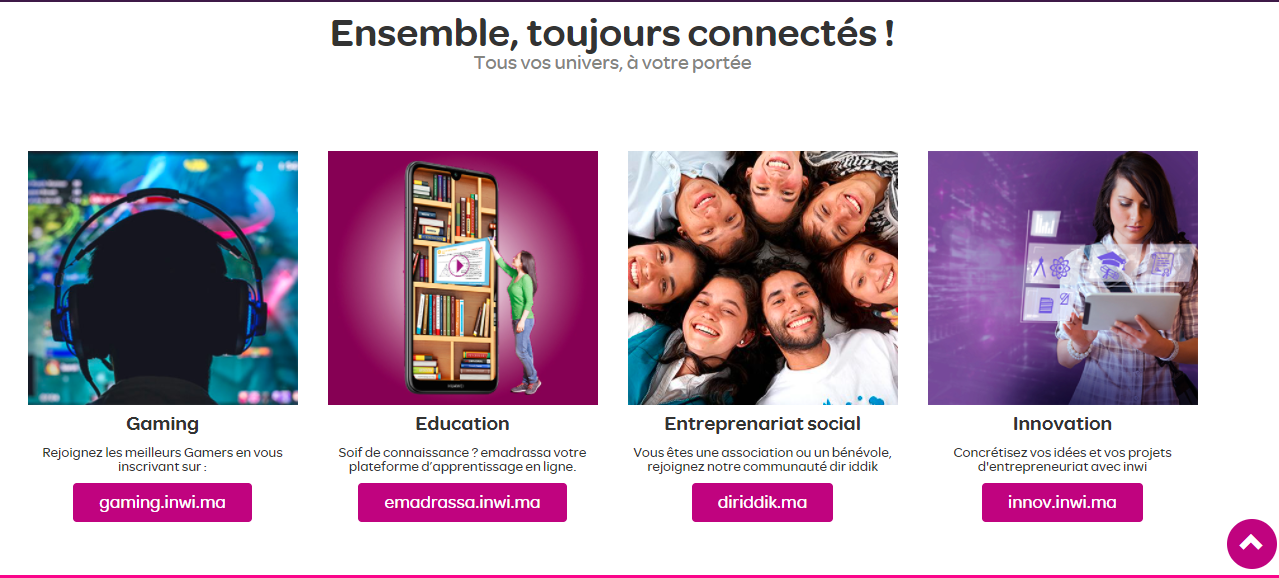 Ensemble, toujours connectés !
Tous vos univers, à votre portée
Gaming
Rejoignez les meilleurs Gamers en vous
inscrivant sur :
gaming.inwi.ma
Education
Soif de connaissance ? emadrassa votre
plateforme d’apprentissage en ligne.
emadrassa.inwi.ma
Entreprenariat social
Vous êtes une association ou un bénévole,
rejoignez notre communauté dir iddik
diriddik.ma
Innovation
Concrétisez vos idées et vos projets
d'entrepreneuriat avec inwi
innov.inwi.ma